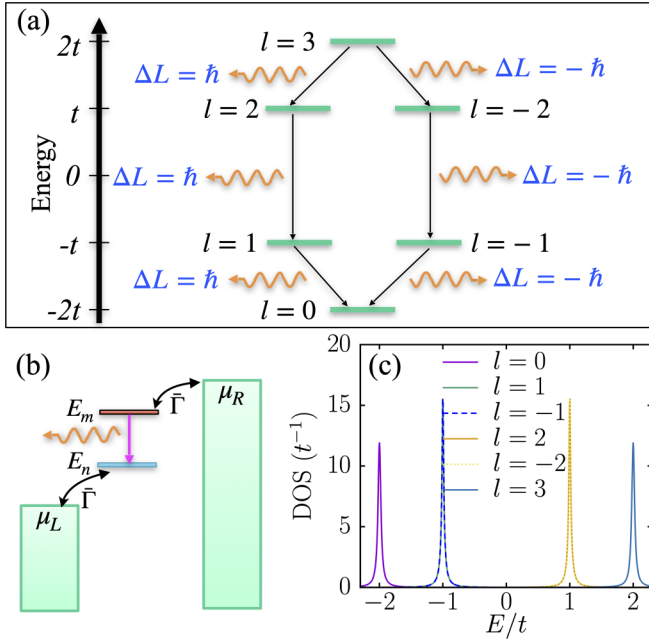 (a)
Energy
2t
t
0
-t
-2t
l = 3
ΔL = ħ
ΔL = − ħ
l = 2
l = −2
ΔL = ħ
ΔL = − ħ
l = 1
l = −1
ΔL = ħ
ΔL = − ħ
l = 0
(b)
μ_R
E_m
Γ̄
E_n
μ_L
Γ̄
(c)
DOS (t⁻¹)
20
15
10
5
0
l = 0
l = 1
l = −1
l = 2
l = −2
l = 3
−2 −1 0 1 2
E/t